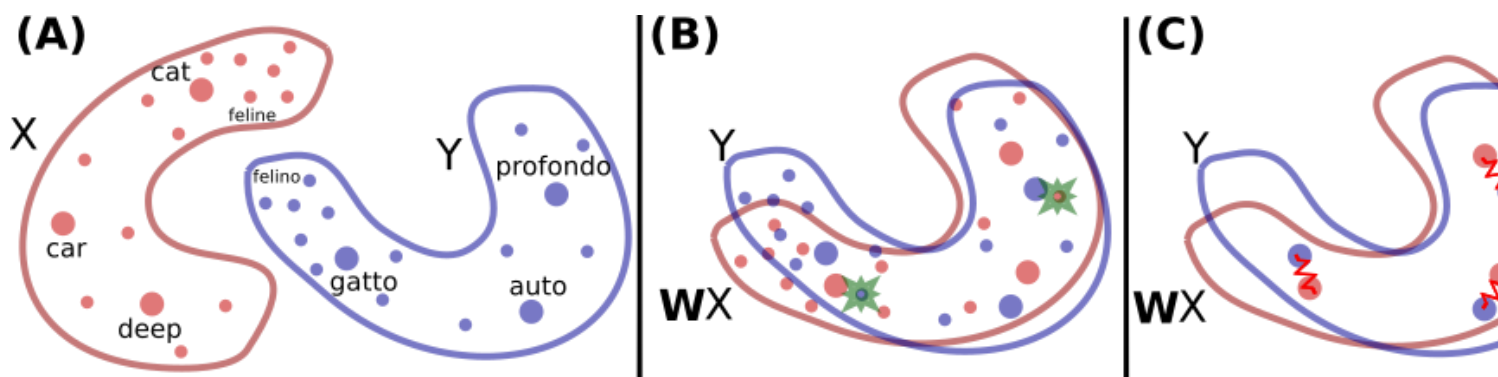 (A)
cat
feline
X
car
deep
Y
profondo
felino
gatto
auto
(B)
Y
WX
(C)
Y
WX